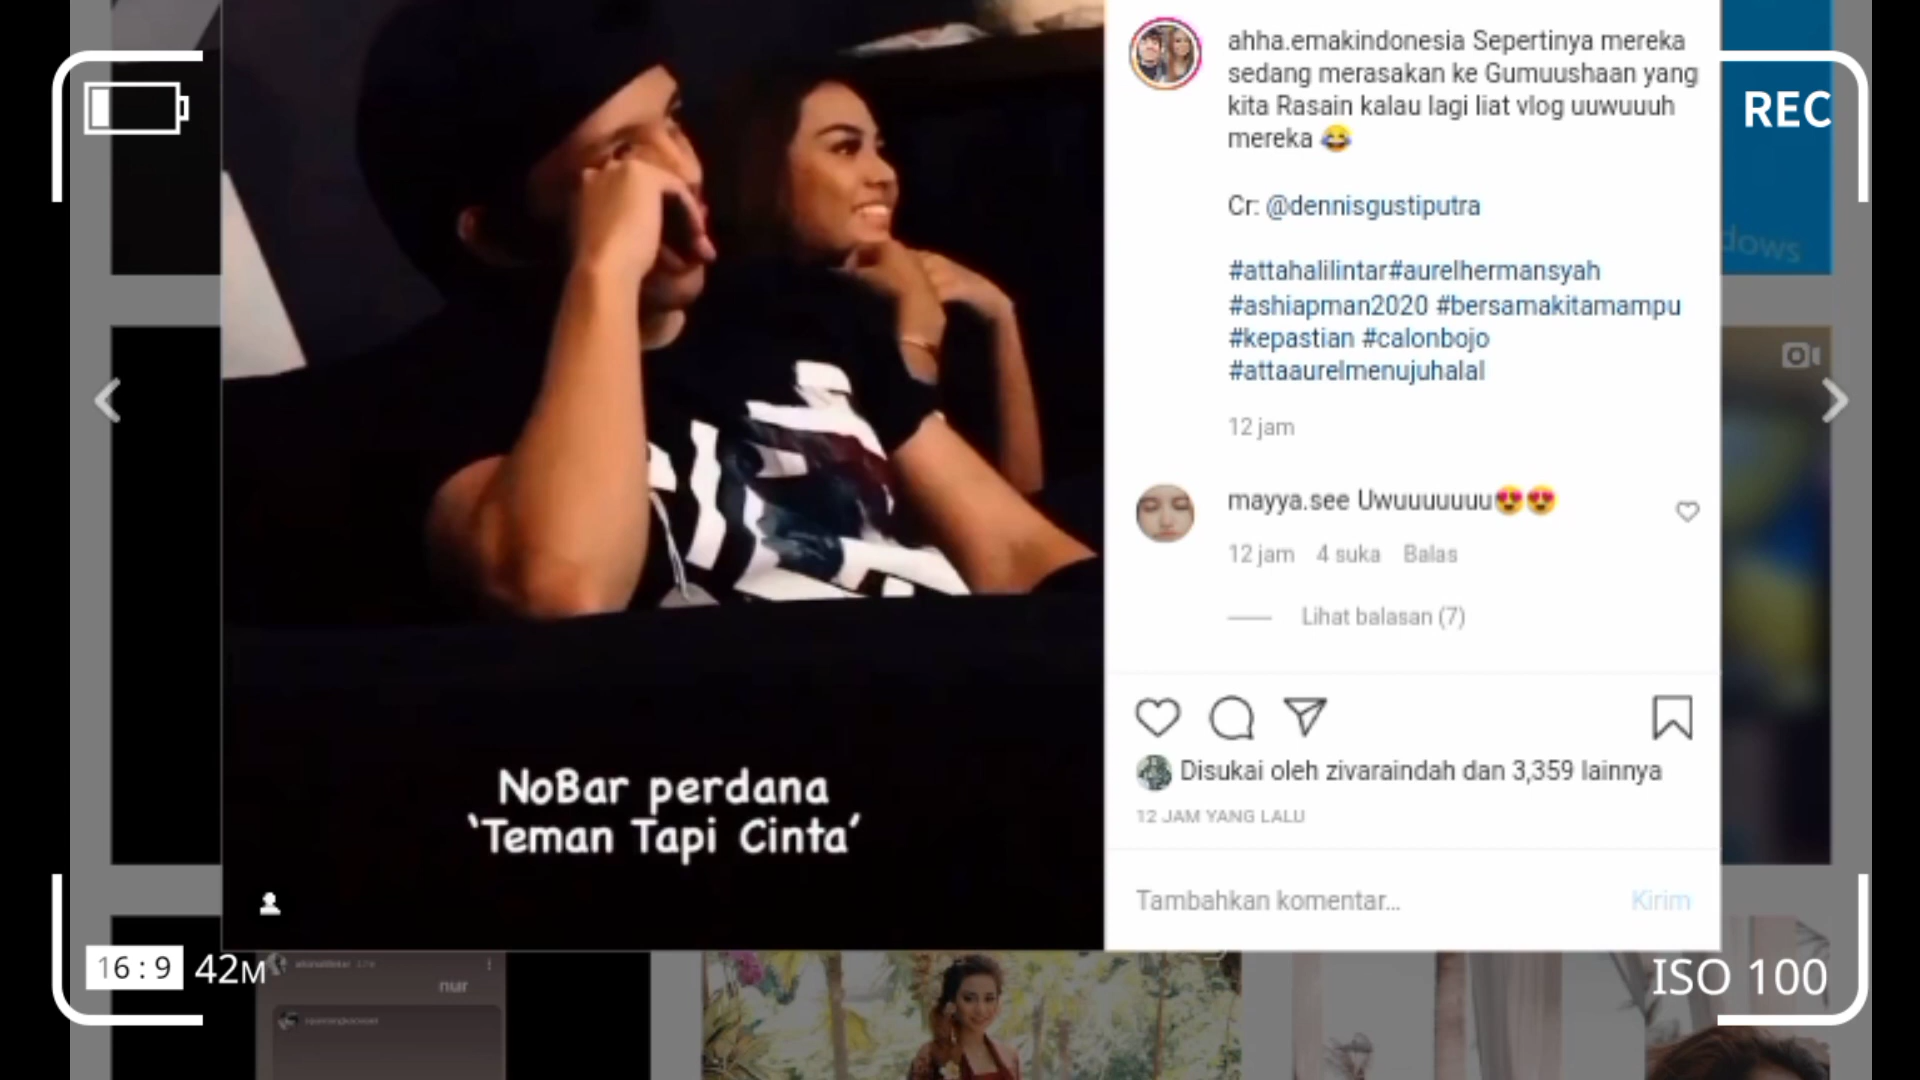 REC
ahha.emakindonesia Sepertinya mereka
sedang merasakan ke Gumuushaan yang
kita Rasain kalau lagi liat vlog uuwuuuh
mereka 😂
Cr: @dennisgustiputra
dows
#attahalilintar#aurelhermansyah
#ashiapman2020 #bersamakitamampu
#kepastian #calonbojo
#attaaurelmenujuhalal
12 jam
mayya.see Uwuuuuuuu😍😍
12 jam 4 suka Balas
Lihat balasan (7)
Disukai oleh zivaraindah dan 3,359 lainnya
12 JAM YANG LALU
Tambahkan komentar... Kirim
NoBar perdana
‘Teman Tapi Cinta’
16 : 9 42M
nur
ISO 100